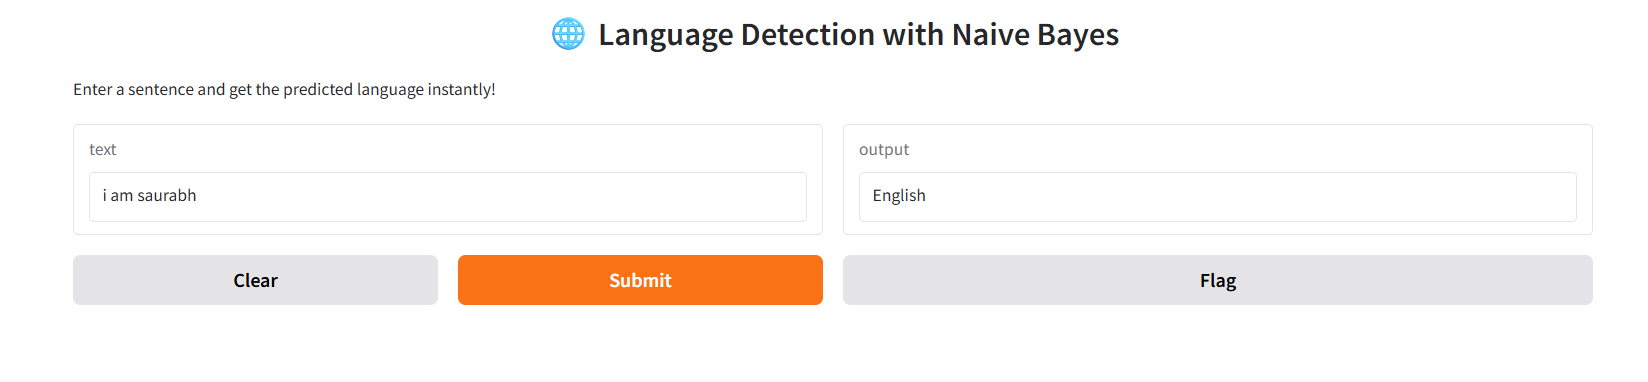 🌐 Language Detection with Naive Bayes
Enter a sentence and get the predicted language instantly!
text
i am saurabh
output
English
Clear
Submit
Flag